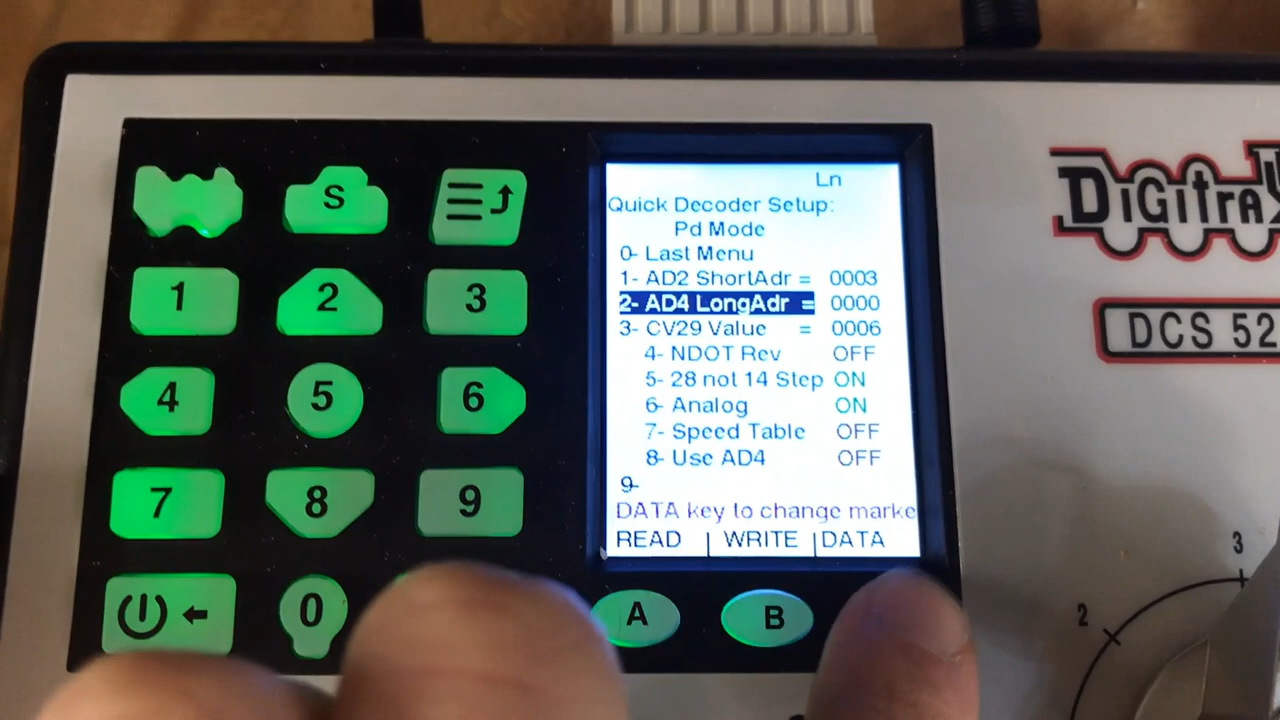 Ln
Quick Decoder Setup:
Pd Mode
0- Last Menu
1- AD2 ShortAdr = 0003
2- AD4 LongAdr = 0000
3- CV29 Value = 0006
4- NDOT Rev OFF
5- 28 not 14 Step ON
6- Analog ON
7- Speed Table OFF
8- Use AD4 OFF
9-
DATA key to change marke
READ | WRITE | DATA
S
1 2 3
4 5 6
7 8 9
0
A B
DIGITRAX
DCS 52
3
2